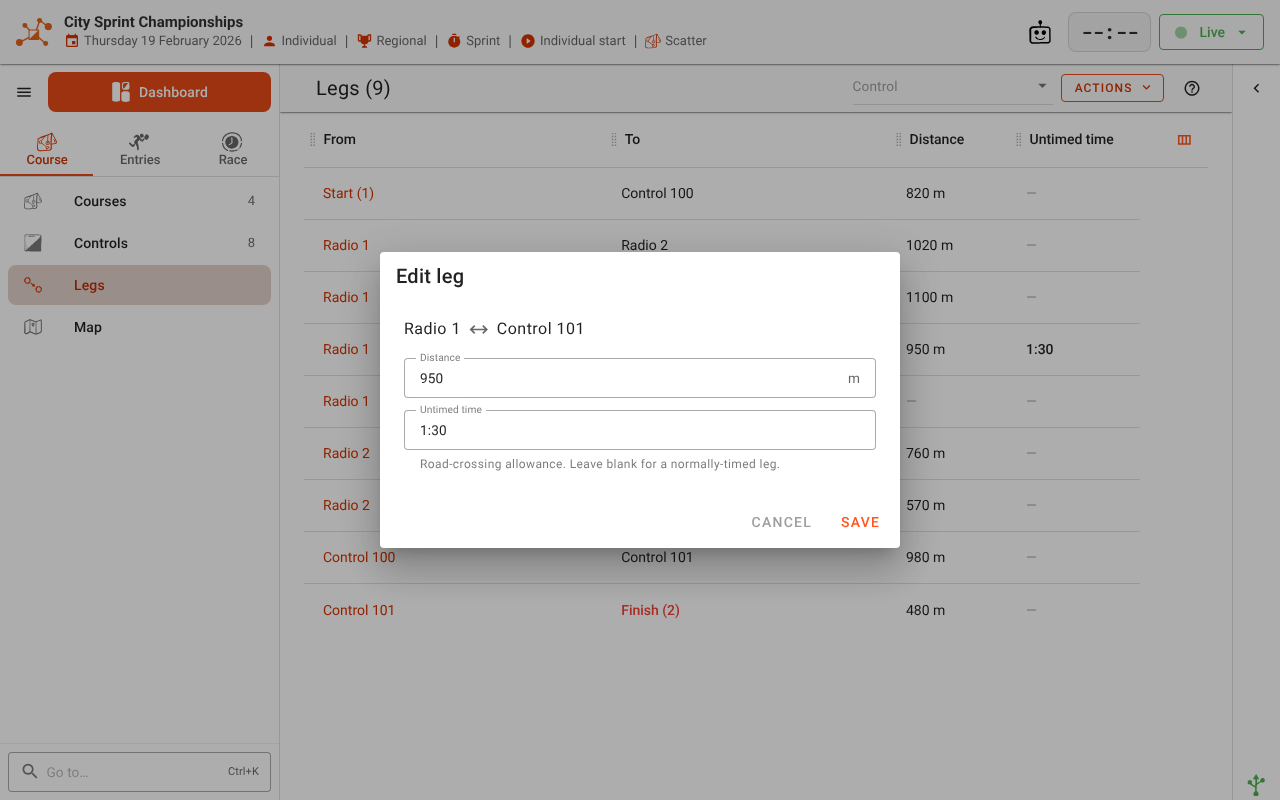 City Sprint Championships
Thursday 19 February 2026 | Individual | Regional | Sprint | Individual start | Scatter
--:--
Live
Dashboard
Legs (9)
Control
ACTIONS
Course
Entries
Race
From
To
Distance
Untimed time
Courses 4
Controls 8
Legs
Map
Start (1) Control 100 820 m —
Radio 1 Radio 2 1020 m —
Radio 1 1100 m —
Radio 1 950 m 1:30
Radio 1 — —
Radio 2 760 m —
Radio 2 570 m —
Control 100 Control 101 980 m —
Control 101 Finish (2) 480 m —
Edit leg
Radio 1 ↔ Control 101
Distance
950 m
Untimed time
1:30
Road-crossing allowance. Leave blank for a normally-timed leg.
CANCEL
SAVE
Go to... Ctrl+K